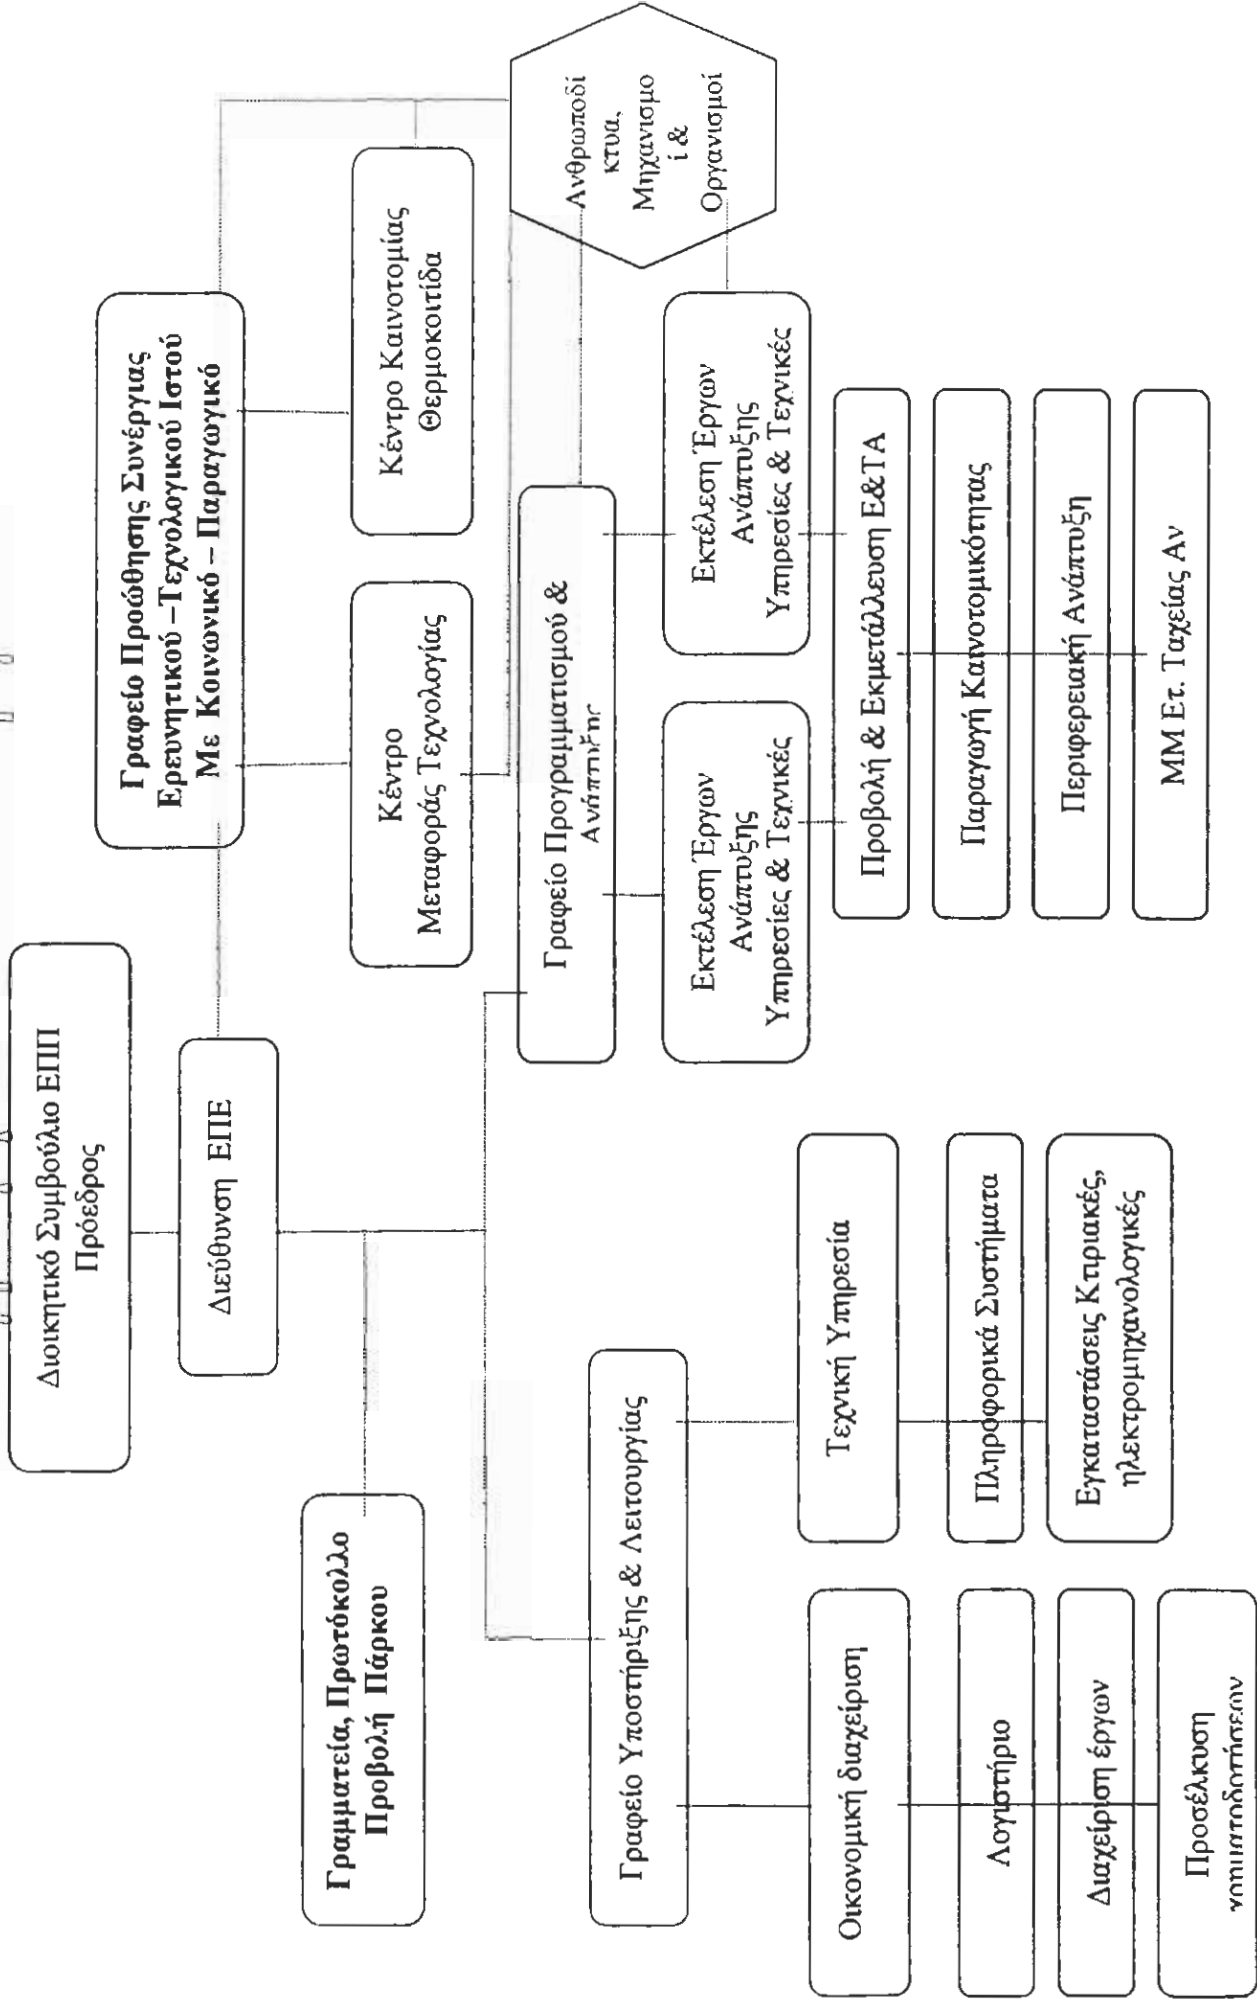 Διοικητικό Συμβούλιο ΕΠΠ
Πρόεδρος
Διεύθυνση ΕΠΕ
Γραφείο Προώθησης Συνέργιας
Ερευνητικού –Τεχνολογικού Ιστού
Με Κοινωνικό – Παραγωγικό
Γραμματεία, Πρωτόκολλο
Προβολή Πάρκου
Κέντρο
Μεταφοράς Τεχνολογίας
Κέντρο Καινοτομίας
Θερμοκοιτίδα
Ανθρωποδί
κτυα,
Μηχανισμο
ί &
Οργανισμοί
Γραφείο Προγραμματισμού &
Ανάπτυξης
Γραφείο Υποστήριξης & Λειτουργίας
Εκτέλεση Έργων
Ανάπτυξης
Υπηρεσίες & Τεχνικές
Εκτέλεση Έργων
Ανάπτυξης
Υπηρεσίες & Τεχνικές
Προβολή & Εκμετάλλευση Ε&ΤΑ
Παραγωγή Καινοτομικότητας
Περιφερειακή Ανάπτυξη
ΜΜ Ετ. Ταχείας Αν
Οικονομική διαχείριση
Λογιστήριο
Διαχείριση έργων
Προσέλκυση
χρηματοδοτήσεων
Τεχνική Υπηρεσία
Πληροφορικά Συστήματα
Εγκαταστάσεις Κτιριακές,
ηλεκτρομηχανολογικές